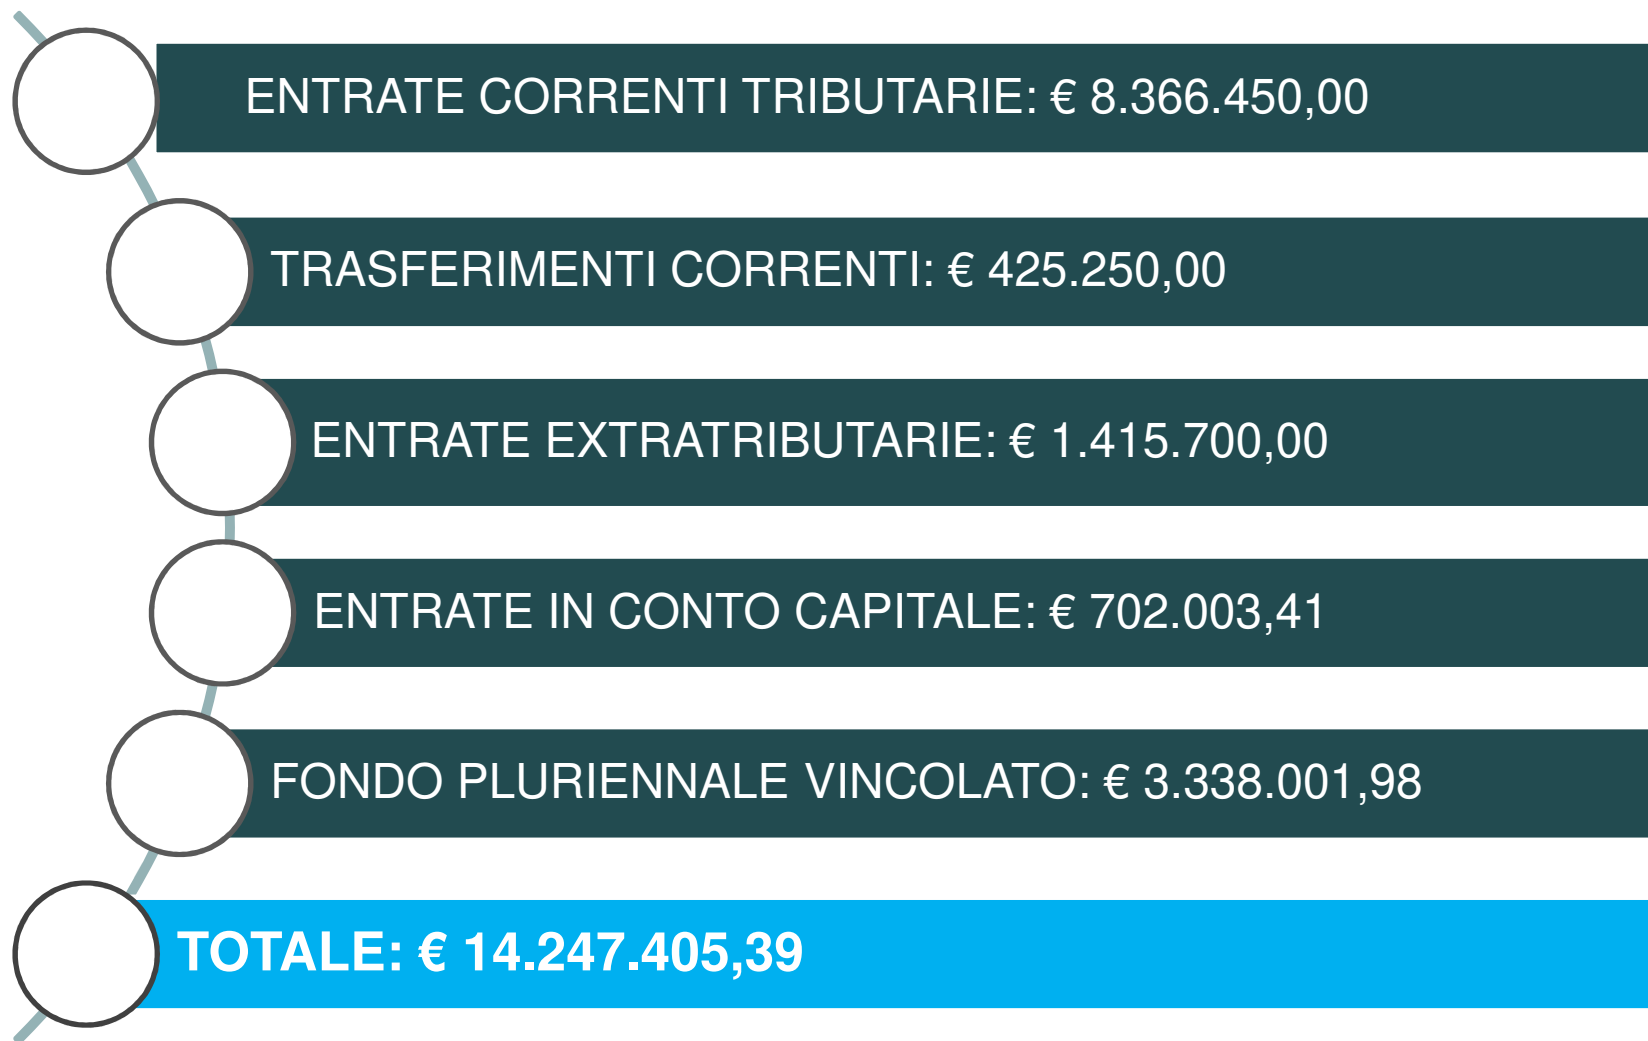 ENTRATE CORRENTI TRIBUTARIE: € 8.366.450,00
TRASFERIMENTI CORRENTI: € 425.250,00
ENTRATE EXTRATRIBUTARIE: € 1.415.700,00
ENTRATE IN CONTO CAPITALE: € 702.003,41
FONDO PLURIENNALE VINCOLATO: € 3.338.001,98
TOTALE: € 14.247.405,39